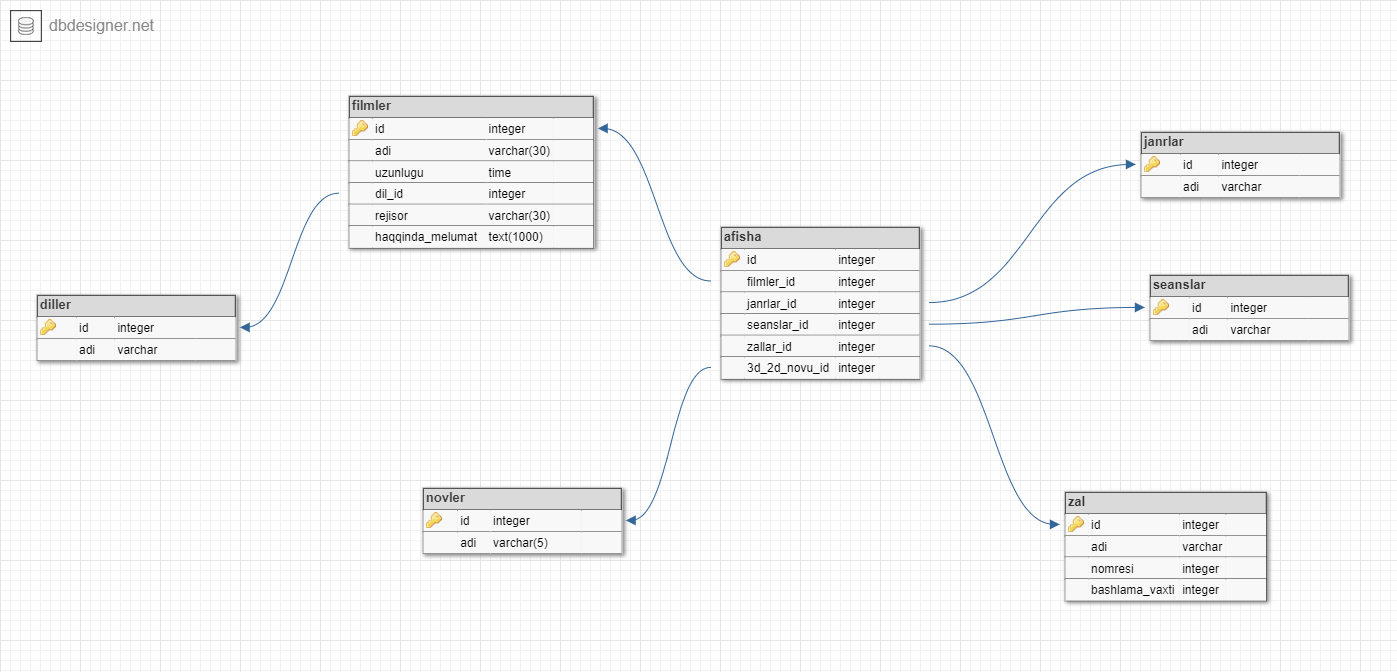 dbdesigner.net
filmler
id integer
adi varchar(30)
uzunlugu time
dil_id integer
rejisor varchar(30)
haqqinda_melumat text(1000)
diller
id integer
adi varchar
novler
id integer
adi varchar(5)
afisha
id integer
filmler_id integer
janrlar_id integer
seanslar_id integer
zallar_id integer
3d_2d_novu_id integer
janrlar
id integer
adi varchar
seanslar
id integer
adi varchar
zal
id integer
adi varchar
nomresi integer
bashlama_vaxti integer